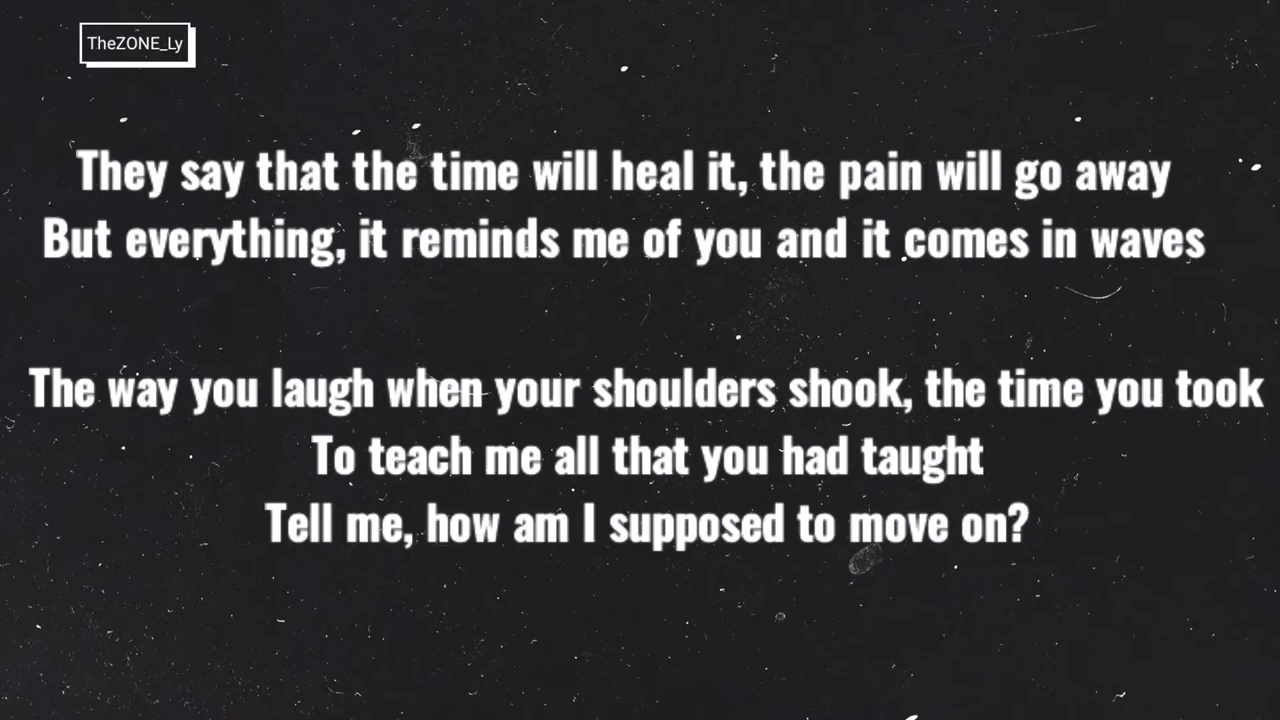 TheZONE_Ly
They say that the time will heal it, the pain will go away
But everything, it reminds me of you and it comes in waves
The way you laugh when your shoulders shook, the time you took
To teach me all that you had taught
Tell me, how am I supposed to move on?